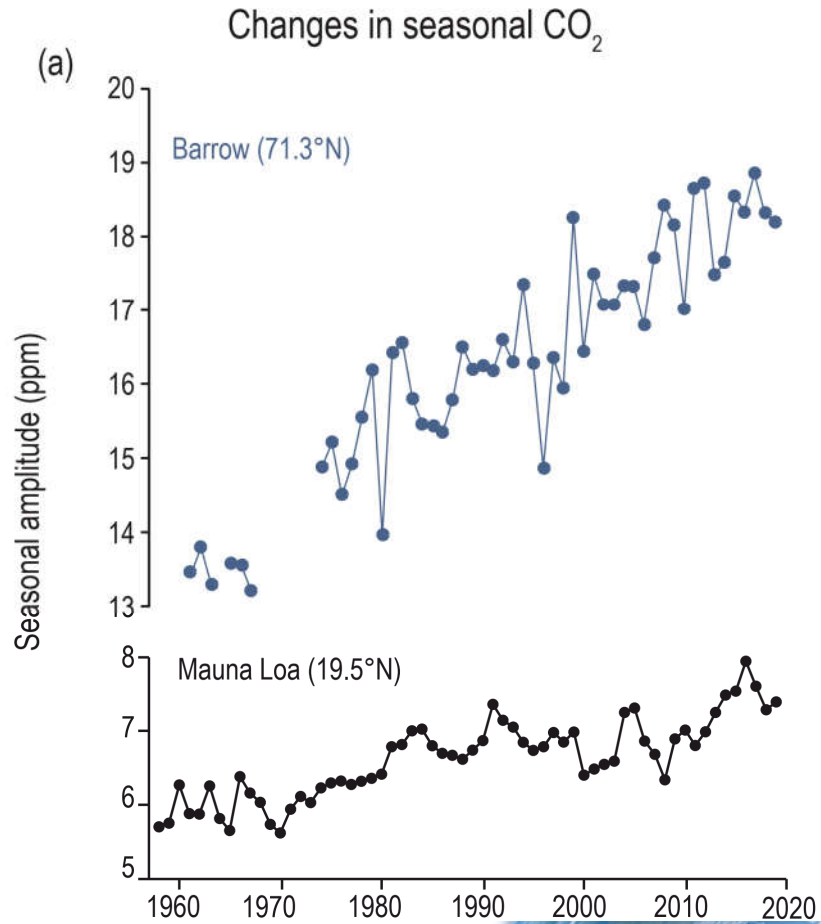 Changes in seasonal CO₂
(a)
20
Barrow (71.3°N)
19
18
17
16
15
14
13
Seasonal amplitude (ppm)
8
Mauna Loa (19.5°N)
7
6
5
1960 1970 1980 1990 2000 2010 2020